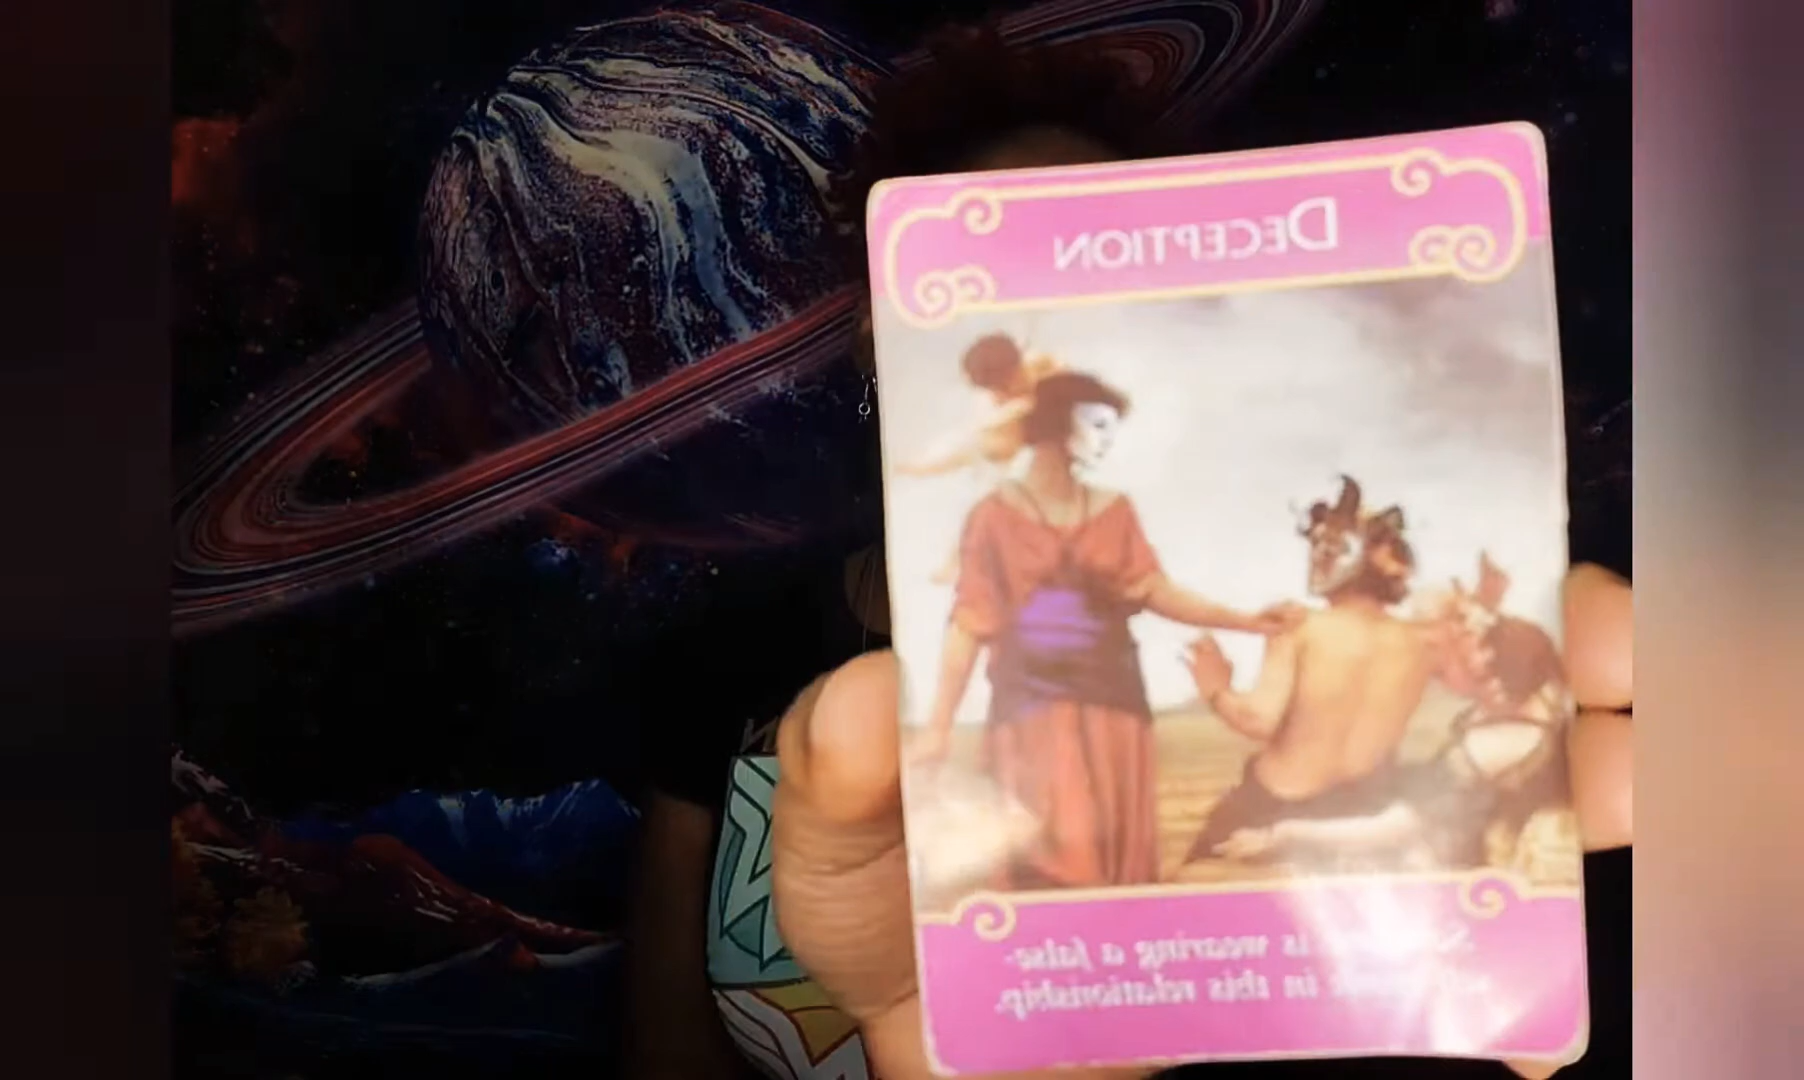 DECEPTION
is wearing a false-
in this relationship.